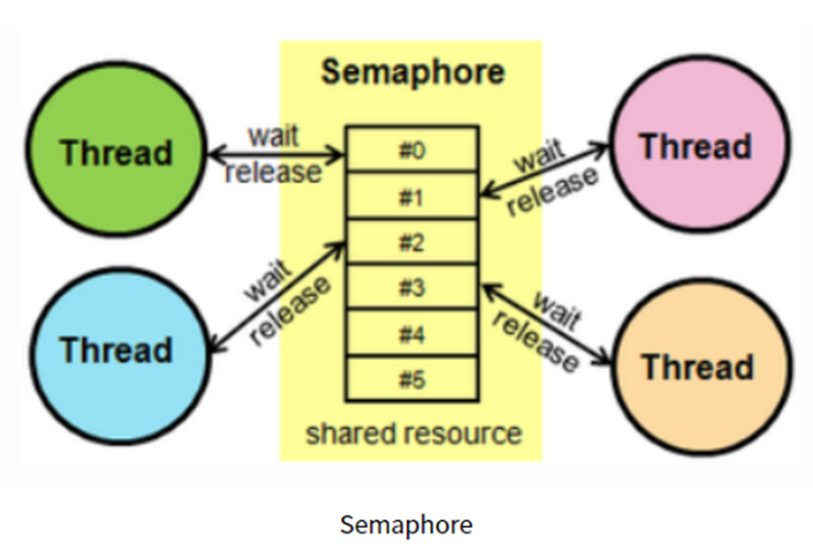 Semaphore
Thread
wait
release
#0
#1
#2
#3
#4
#5
wait
release
Thread
Thread
wait
release
wait
release
Thread
shared resource
Semaphore